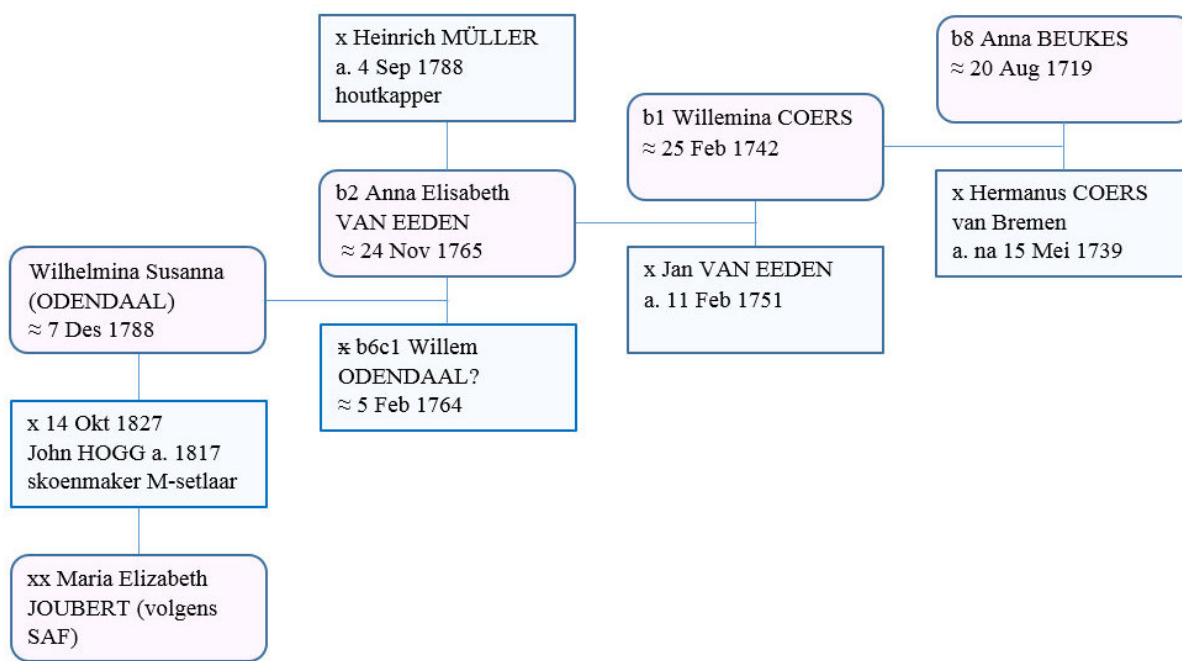 x Heinrich MÜLLER
a. 4 Sep 1788
houtkapper
b8 Anna BEUKES
≈ 20 Aug 1719
b1 Willemina COERS
≈ 25 Feb 1742
b2 Anna Elisabeth
VAN EEDEN
≈ 24 Nov 1765
x Hermanus COERS
van Bremen
a. na 15 Mei 1739
Wilhelmina Susanna
(ODENDAAL)
≈ 7 Des 1788
x Jan VAN EEDEN
a. 11 Feb 1751
x b6c1 Willem
ODENDAAL?
≈ 5 Feb 1764
x 14 Okt 1827
John HOGG a. 1817
skoenmaker M-setlaar
xx Maria Elizabeth
JOUBERT (volgens
SAF)